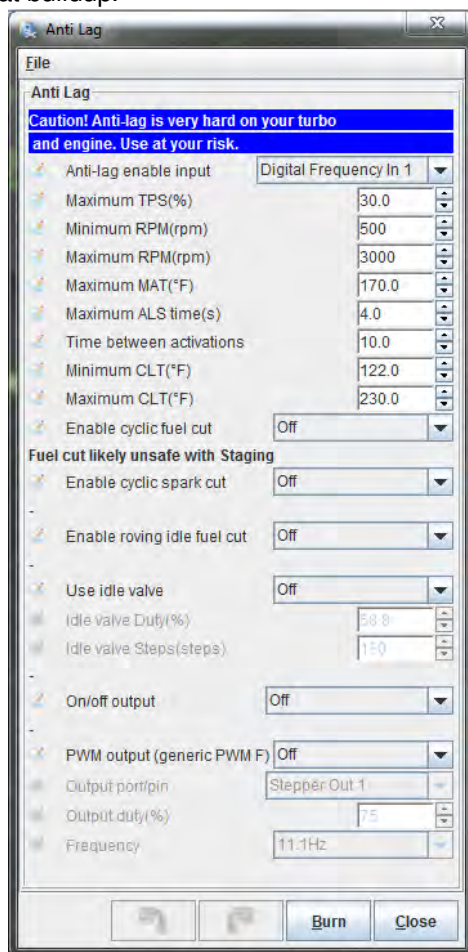 at buildup.
Anti Lag
File
Anti Lag
Caution! Anti-lag is very hard on your turbo
and engine. Use at your risk.
Anti-lag enable input Digital Frequency In 1
Maximum TPS(%) 30.0
Minimum RPM(rpm) 500
Maximum RPM(rpm) 3000
Maximum MAT(°F) 170.0
Maximum ALS time(s) 4.0
Time between activations 10.0
Minimum CLT(°F) 122.0
Maximum CLT(°F) 230.0
Enable cyclic fuel cut Off
Fuel cut likely unsafe with Staging
Enable cyclic spark cut Off
-
Enable roving idle fuel cut Off
-
Use idle valve Off
Idle valve Duty(%) 58.8
Idle valve Steps(steps) 150
-
On/off output Off
-
PWM output (generic PWM F) Off
Output port/pin Stepper Out 1
Output duty(%) 75
Frequency 11.1Hz
Burn Close